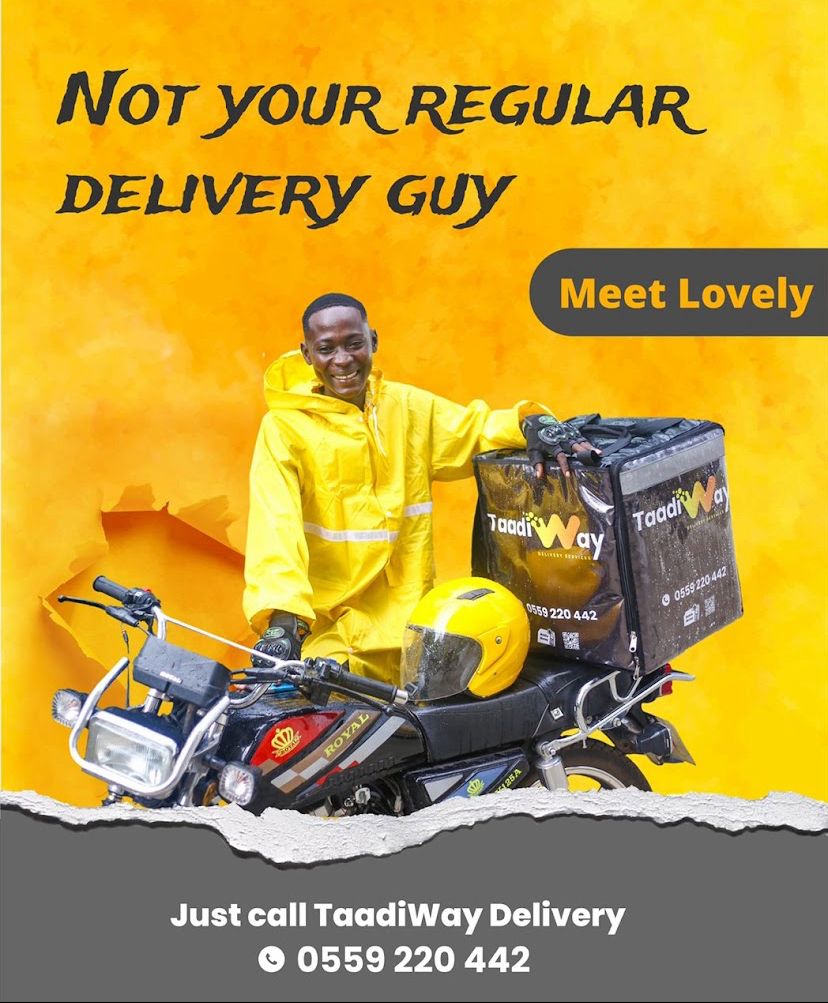 Not your regular
delivery guy
Meet Lovely
TaadiWay
DELIVERY SERVICES
0559 220 442
TaadiWay
DELIVERY SERVICES
0559 220 442
ROYAL
ROYAL
Just call TaadiWay Delivery
0559 220 442